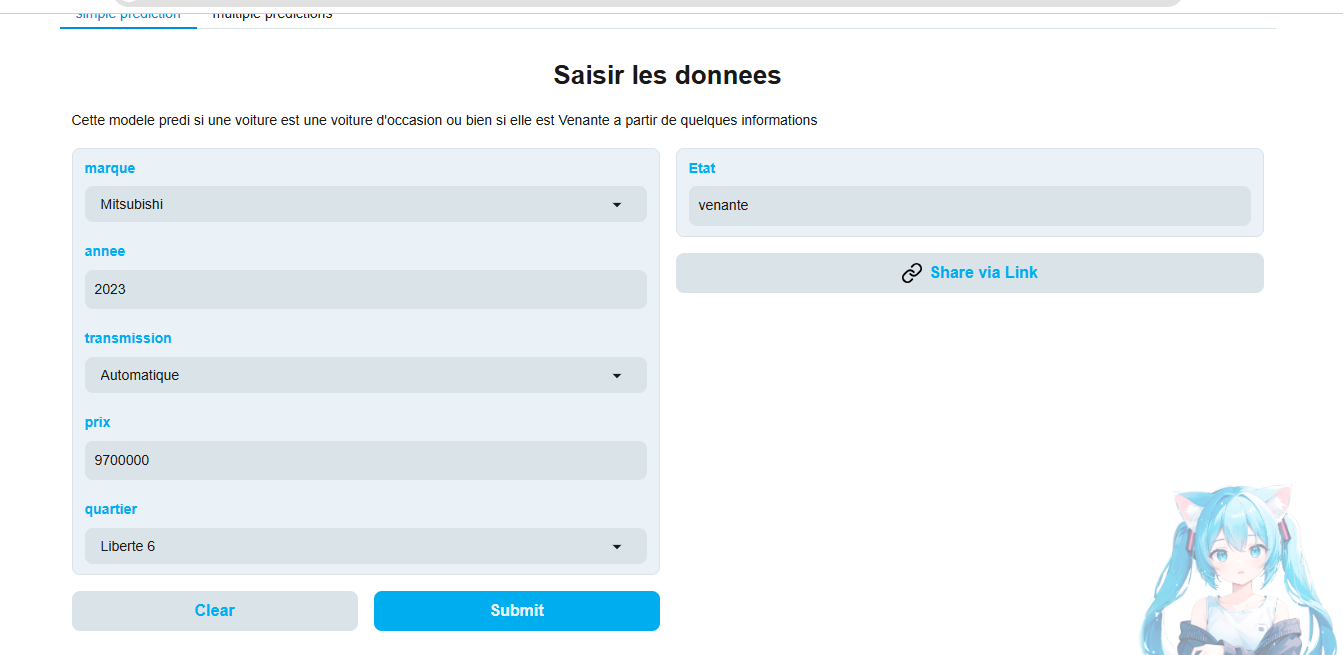 simple prediction
multiple predictions
Saisir les donnees
Cette modele predi si une voiture est une voiture d'occasion ou bien si elle est Venante a partir de quelques informations
marque
Mitsubishi
annee
2023
transmission
Automatique
prix
9700000
quartier
Liberte 6
Clear
Submit
Etat
venante
Share via Link